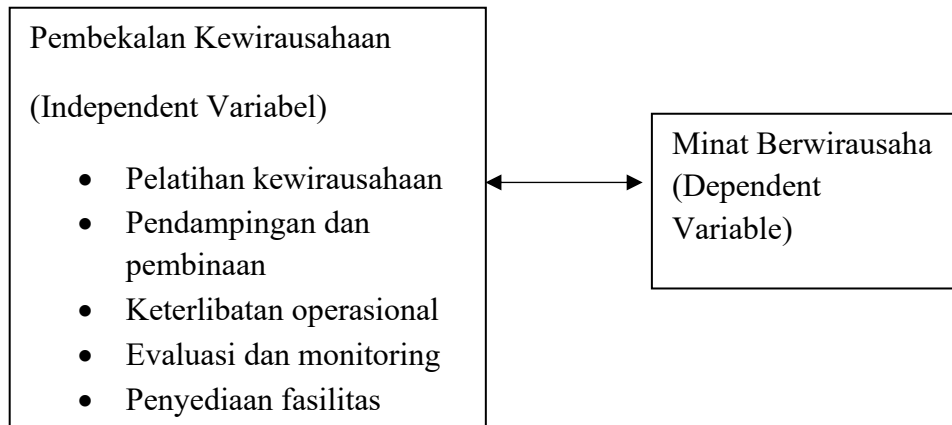 Pembekalan Kewirausahaan
(Independent Variabel)
• Pelatihan kewirausahaan
• Pendampingan dan
pembinaan
• Keterlibatan operasional
• Evaluasi dan monitoring
• Penyediaan fasilitas
Minat Berwirausaha
(Dependent
Variable)